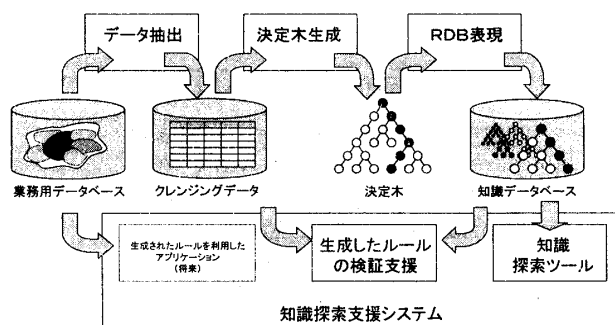 データ抽出
決定木生成
RDB表現
業務用データベース
クレンジングデータ
決定木
知識データベース
生成されたルールを利用した
アプリケーション
(得来)
生成したルール
の検証支援
知識
探索ツール
知識探索支援システム